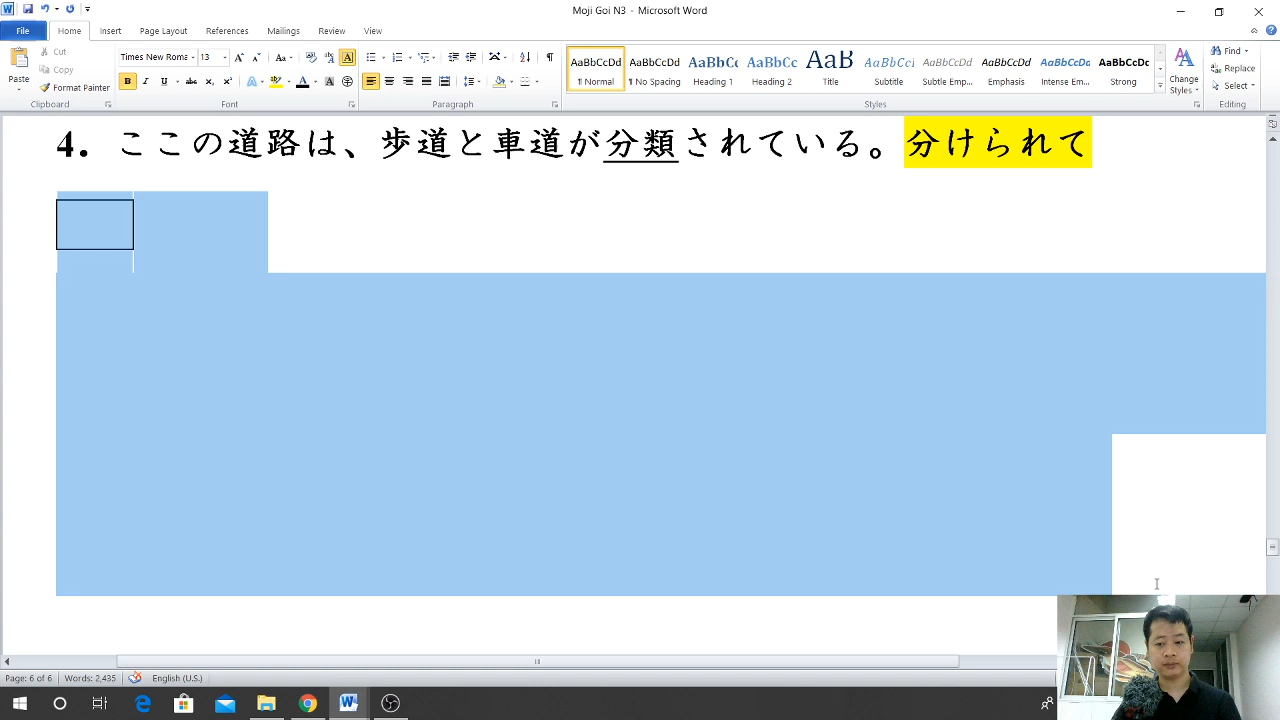 Moji Goi N3 - Microsoft Word
File Home Insert Page Layout References Mailings Review View
Paste
Cut
Copy
Format Painter
Clipboard
Times New Roms 13
Font
Paragraph
AaBbCcDd AaBbCcDd AaBbCc AaBbCc AaB AaBbCcI AaBbCcDd AaBbCcDd AaBbCcDd AaBbCcDc
¶ Normal ¶ No Spacing Heading 1 Heading 2 Title Subtitle Subtle Emp... Emphasis Intense Em... Strong
Styles
Change Styles
Find
Replace
Select
Editing
4. ここの道路は、歩道と車道が分類されている。分けられて
Page: 6 of 6 Words: 2,435 English (U.S.)